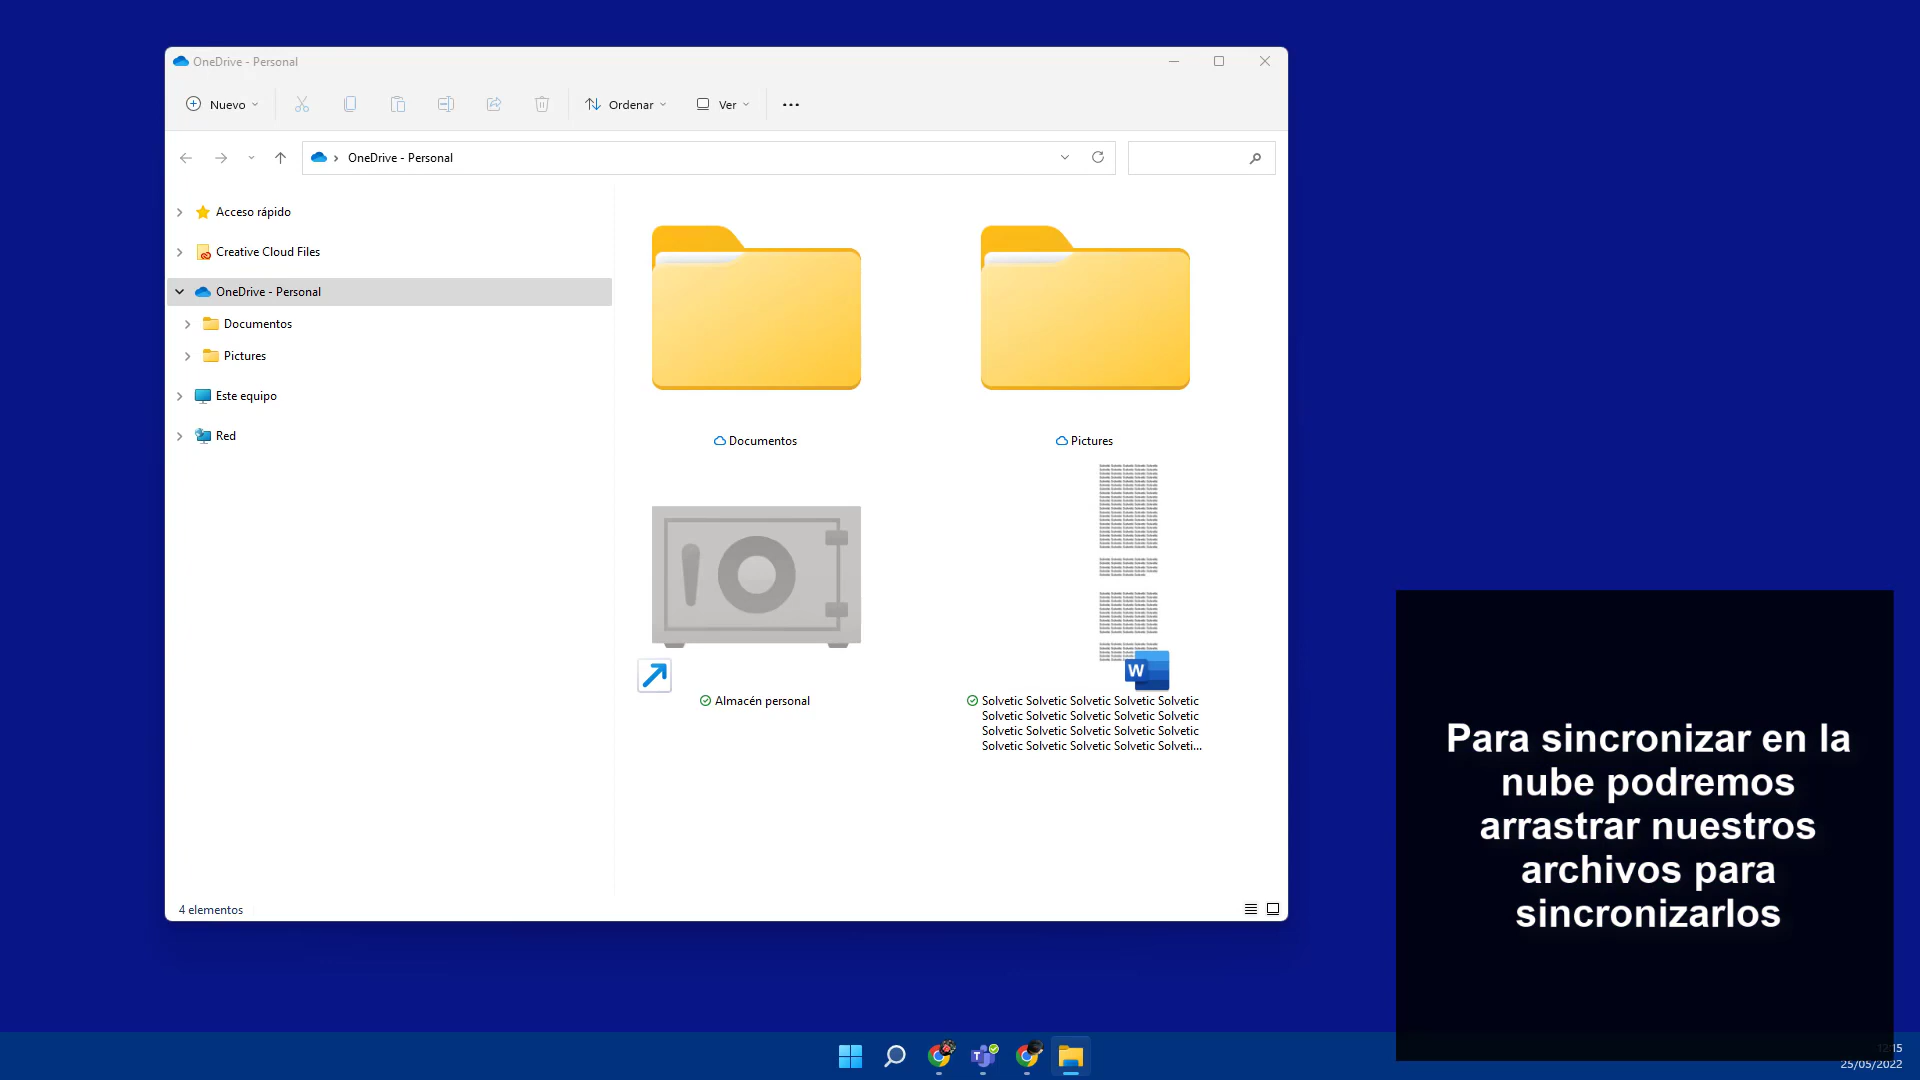 OneDrive - Personal
Nuevo
Ordenar
Ver
OneDrive - Personal
Acceso rápido
Creative Cloud Files
OneDrive - Personal
Documentos
Pictures
Este equipo
Red
Documentos
Pictures
W
Almacén personal
Solvetic Solvetic Solvetic Solvetic Solvetic
Solvetic Solvetic Solvetic Solvetic Solvetic
Solvetic Solvetic Solvetic Solvetic Solvetic
Solvetic Solvetic Solvetic Solvetic Solveti...
4 elementos
Para sincronizar en la
nube podremos
arrastrar nuestros
archivos para
sincronizarlos
12:15
25/05/2022